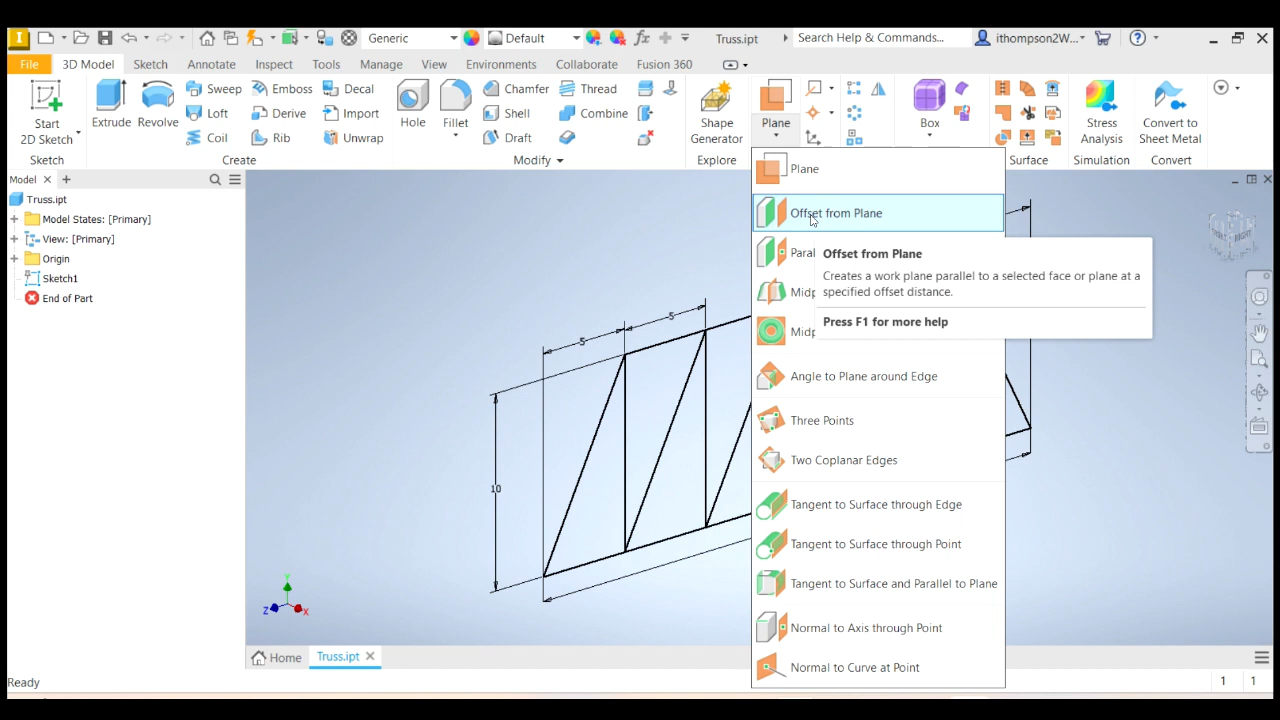 I
Generic
Default
fx
Truss.ipt
Search Help & Commands...
ithompson2W...
File
3D Model
Sketch
Annotate
Inspect
Tools
Manage
View
Environments
Collaborate
Fusion 360
Start
2D Sketch
Sketch
Extrude
Revolve
Sweep
Loft
Coil
Emboss
Derive
Rib
Decal
Import
Unwrap
Create
Hole
Fillet
Chamfer
Shell
Draft
Thread
Combine
Modify
Shape
Generator
Explore
Plane
Box
Surface
Stress
Analysis
Simulation
Convert to
Sheet Metal
Convert
Model
Truss.ipt
Model States: [Primary]
View: [Primary]
Origin
Sketch1
End of Part
Plane
Offset from Plane
Paral
Midp
Midp
Angle to Plane around Edge
Three Points
Two Coplanar Edges
Tangent to Surface through Edge
Tangent to Surface through Point
Tangent to Surface and Parallel to Plane
Normal to Axis through Point
Normal to Curve at Point
Offset from Plane
Creates a work plane parallel to a selected face or plane at a
specified offset distance.
Press F1 for more help
RIGHT
5
5
10
Y
Z
X
Home
Truss.ipt
Ready
1
1